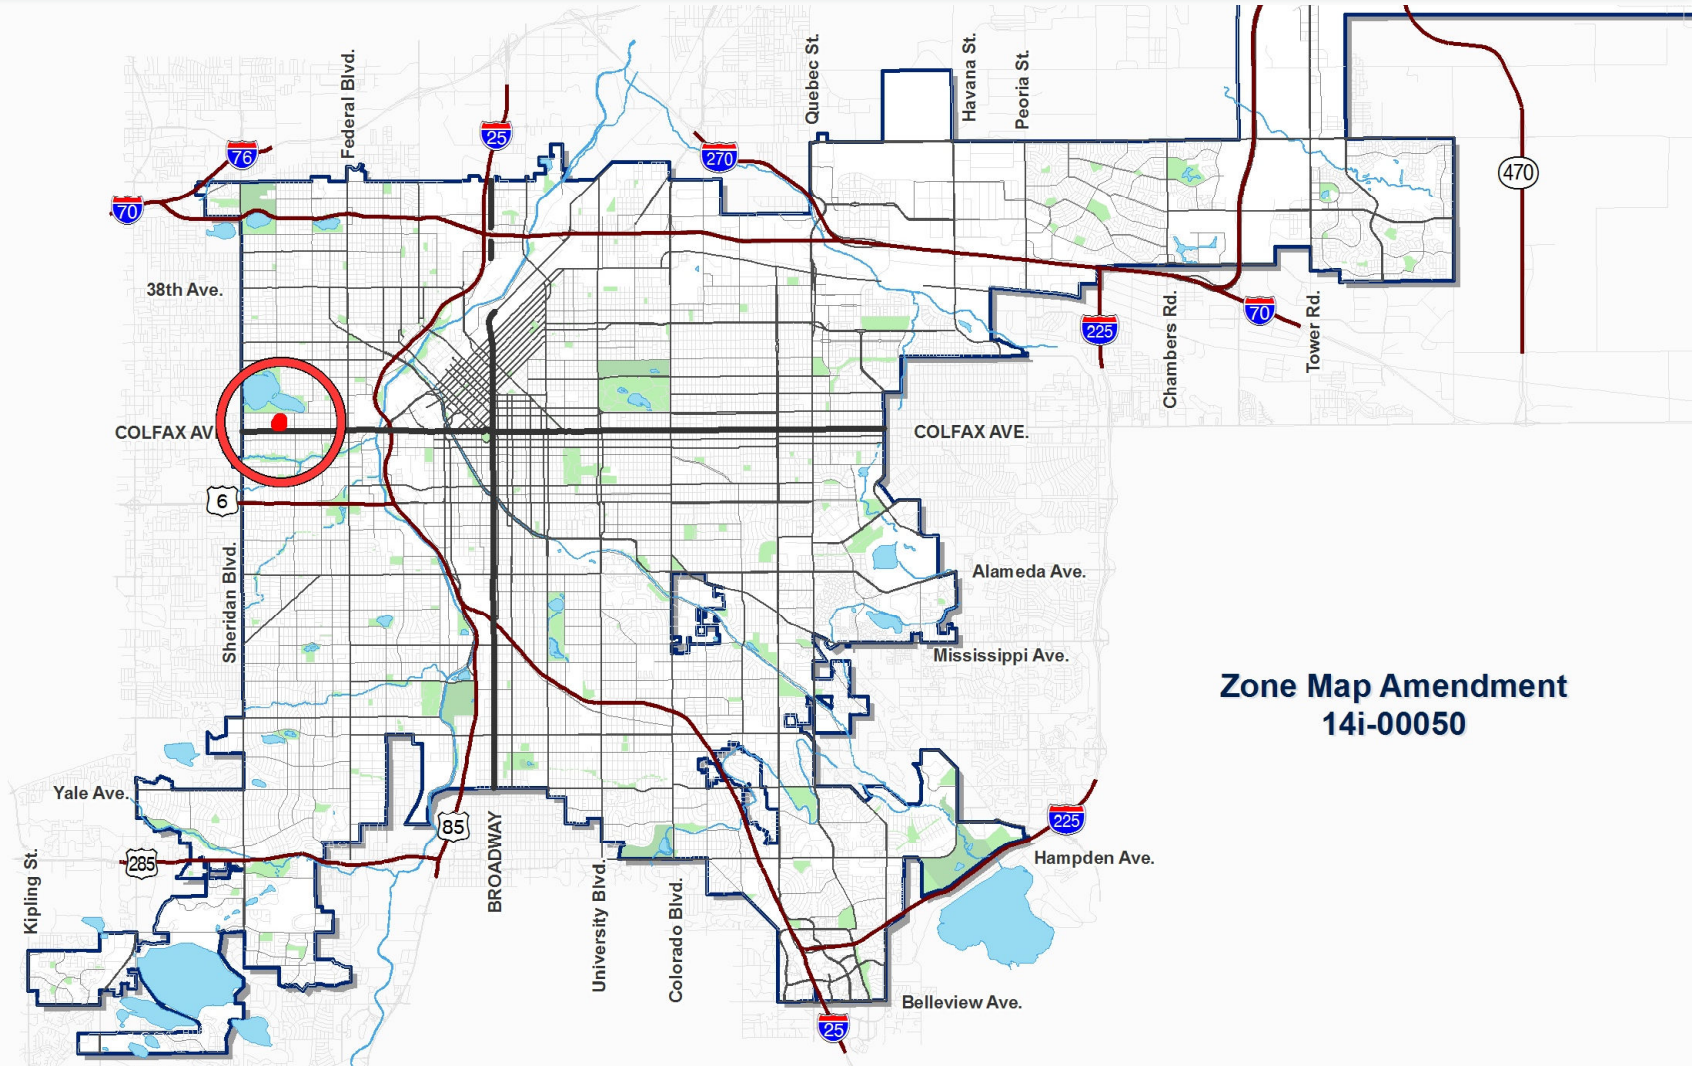 Federal Blvd.
Quebec St.
Havana St.
Peoria St.
25
76
270
470
70
38th Ave.
Chambers Rd.
Tower Rd.
70
225
COLFAX AV
COLFAX AVE.
6
Sheridan Blvd.
Alameda Ave.
Mississippi Ave.
Zone Map Amendment
14i-00050
Yale Ave.
85
225
285
Hampden Ave.
Kipling St.
BROADWAY
University Blvd.
Colorado Blvd.
Belleview Ave.
25